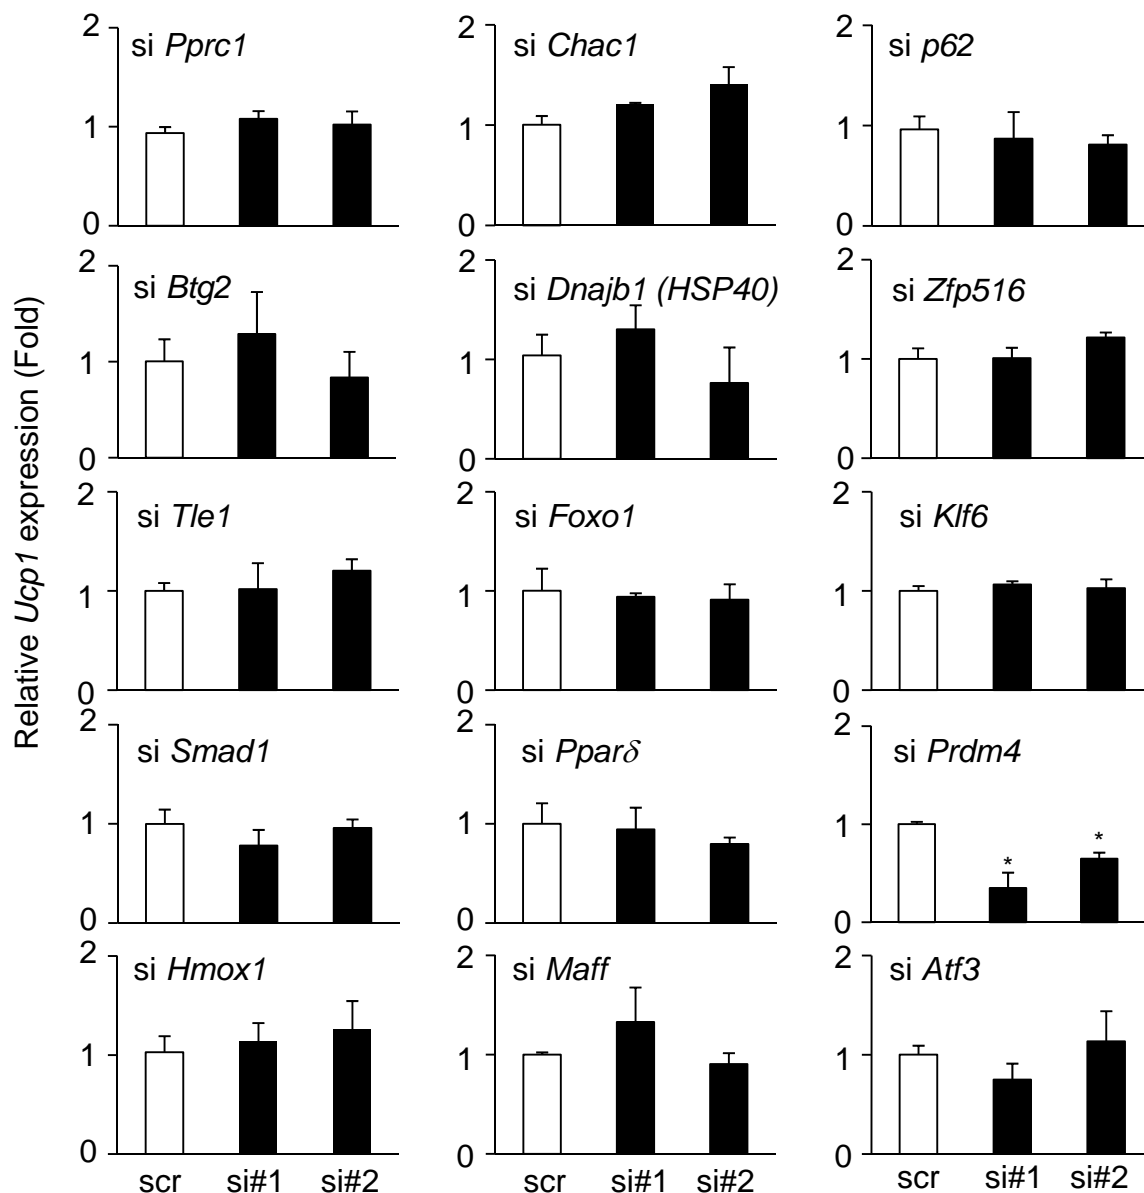 Relative Ucp1 expression (Fold)
si Pprc1
2
1
0
si Chac1
2
1
0
si p62
2
1
0
si Btg2
2
1
0
si Dnajb1 (HSP40)
2
1
0
si Zfp516
2
1
0
si Tle1
2
1
0
si Foxo1
2
1
0
si Klf6
2
1
0
si Smad1
2
1
0
si Pparδ
2
1
0
si Prdm4
2
1
0
*
*
si Hmox1
2
1
0
scr si#1 si#2
si Maff
2
1
0
scr si#1 si#2
si Atf3
2
1
0
scr si#1 si#2